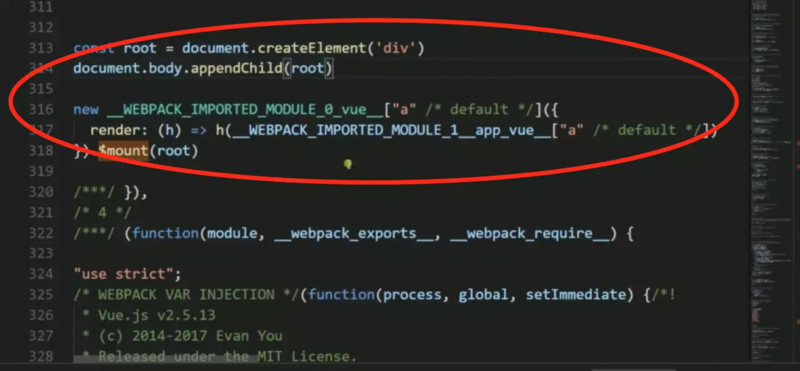 311
312
313 const root = document.createElement('div')
314 document.body.appendChild(root)
315
316 new __WEBPACK_IMPORTED_MODULE_0_vue__["a" /* default */]({
317 render: (h) => h(__WEBPACK_IMPORTED_MODULE_1__app_vue__["a" /* default */])
318 }).$mount(root)
319
320 /***/ }),
321 /* 4 */
322 /***/ (function(module, __webpack_exports__, __webpack_require__) {
323
324 "use strict";
325 /* WEBPACK VAR INJECTION */(function(process, global, setImmediate) {/*!
326 * Vue.js v2.5.13
327 * (c) 2014-2017 Evan You
328 * Released under the MIT License.